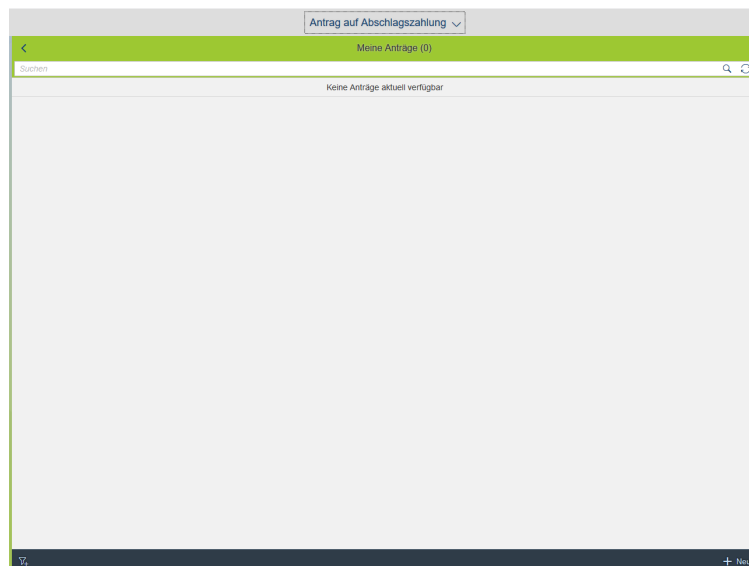 Antrag auf Abschlagszahlung
Meine Anträge (0)
Suchen
Keine Anträge aktuell verfügbar
Neu